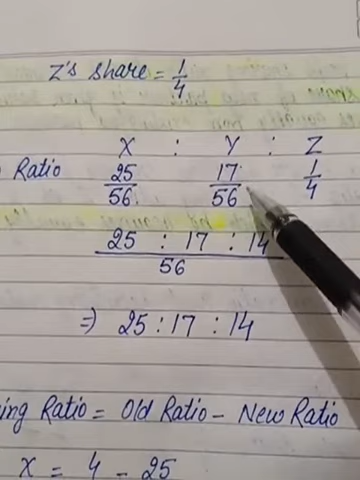 Z's share = 1/4
X : Y : Z
Ratio 25/56 17/56 1/4
25 : 17 : 14
56
⇒ 25 : 17 : 14
ing Ratio = Old Ratio - New Ratio
X = 4 - 25